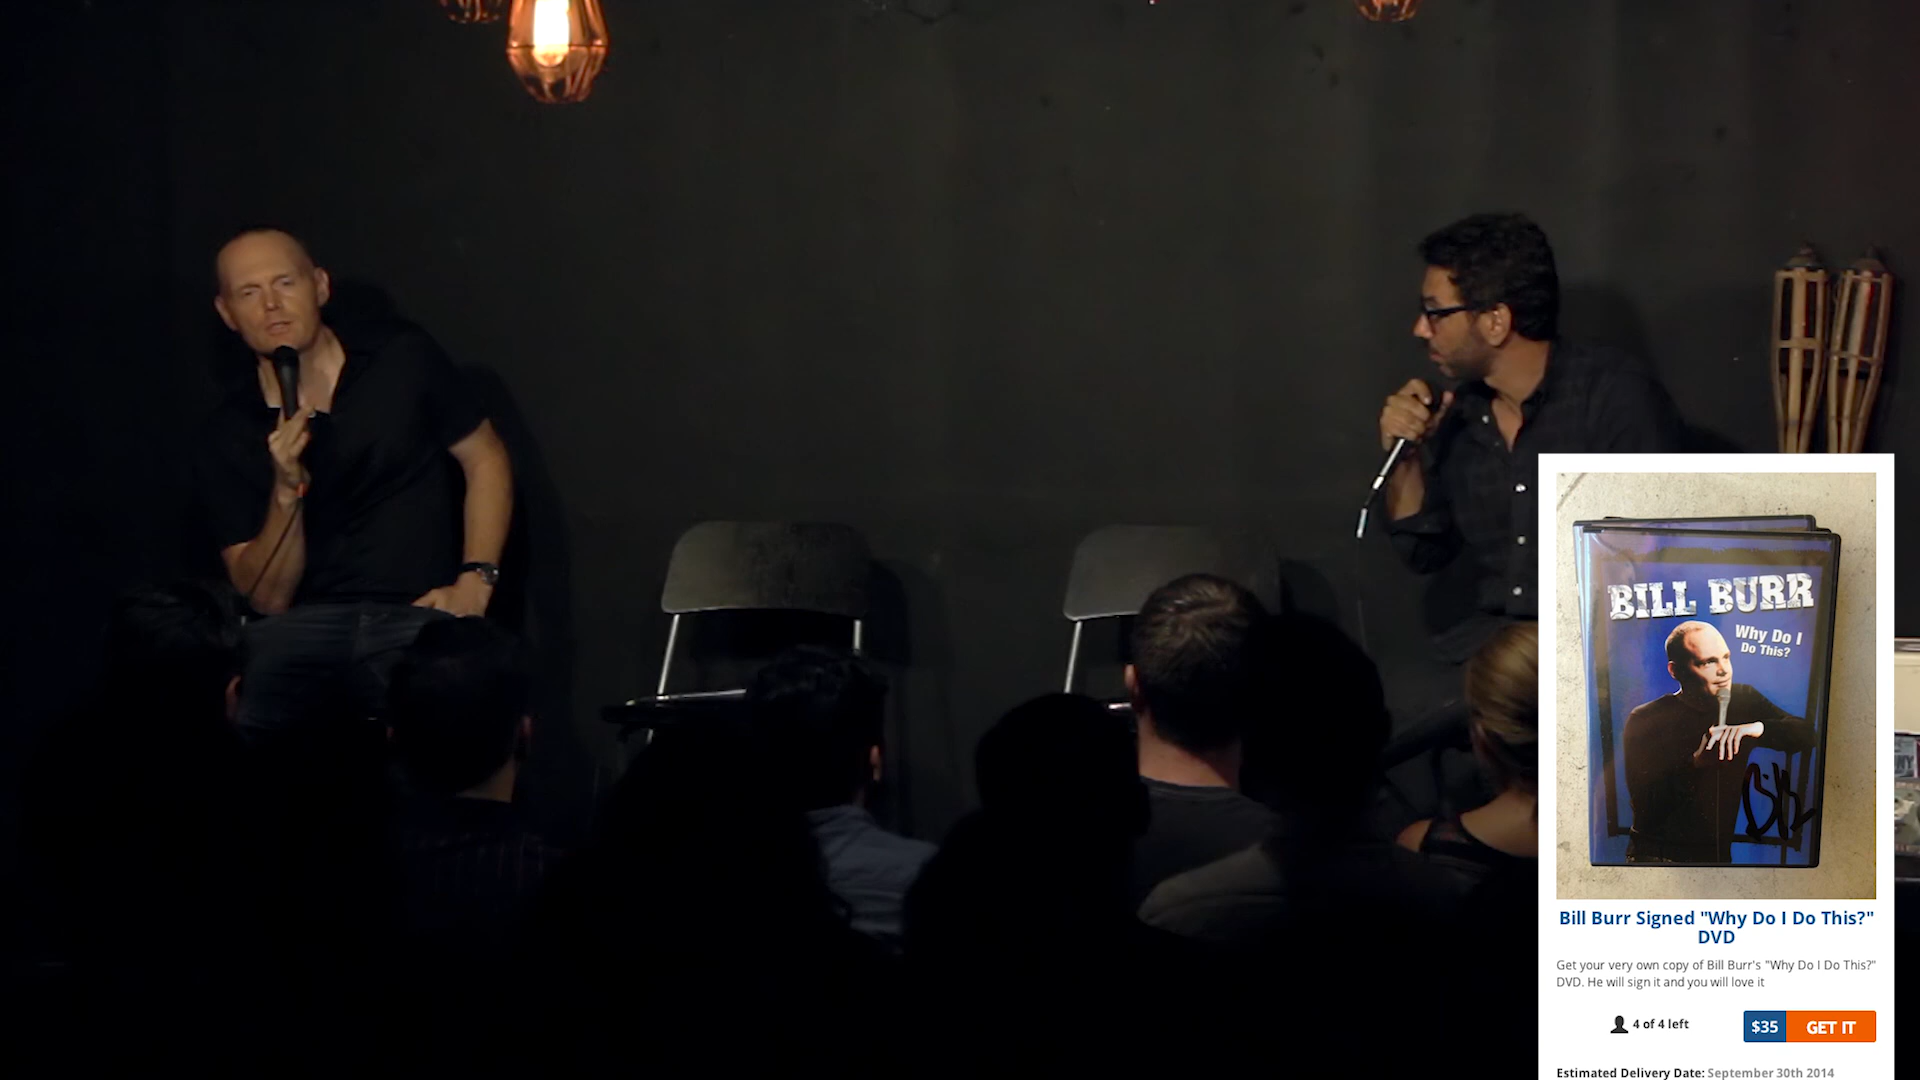 BILL BURR
Why Do I
Do This?
Bill Burr Signed "Why Do I Do This?"
DVD
Get your very own copy of Bill Burr's "Why Do I Do This?"
DVD. He will sign it and you will love it
4 of 4 left
$35
GET IT
Estimated Delivery Date: September 30th 2014